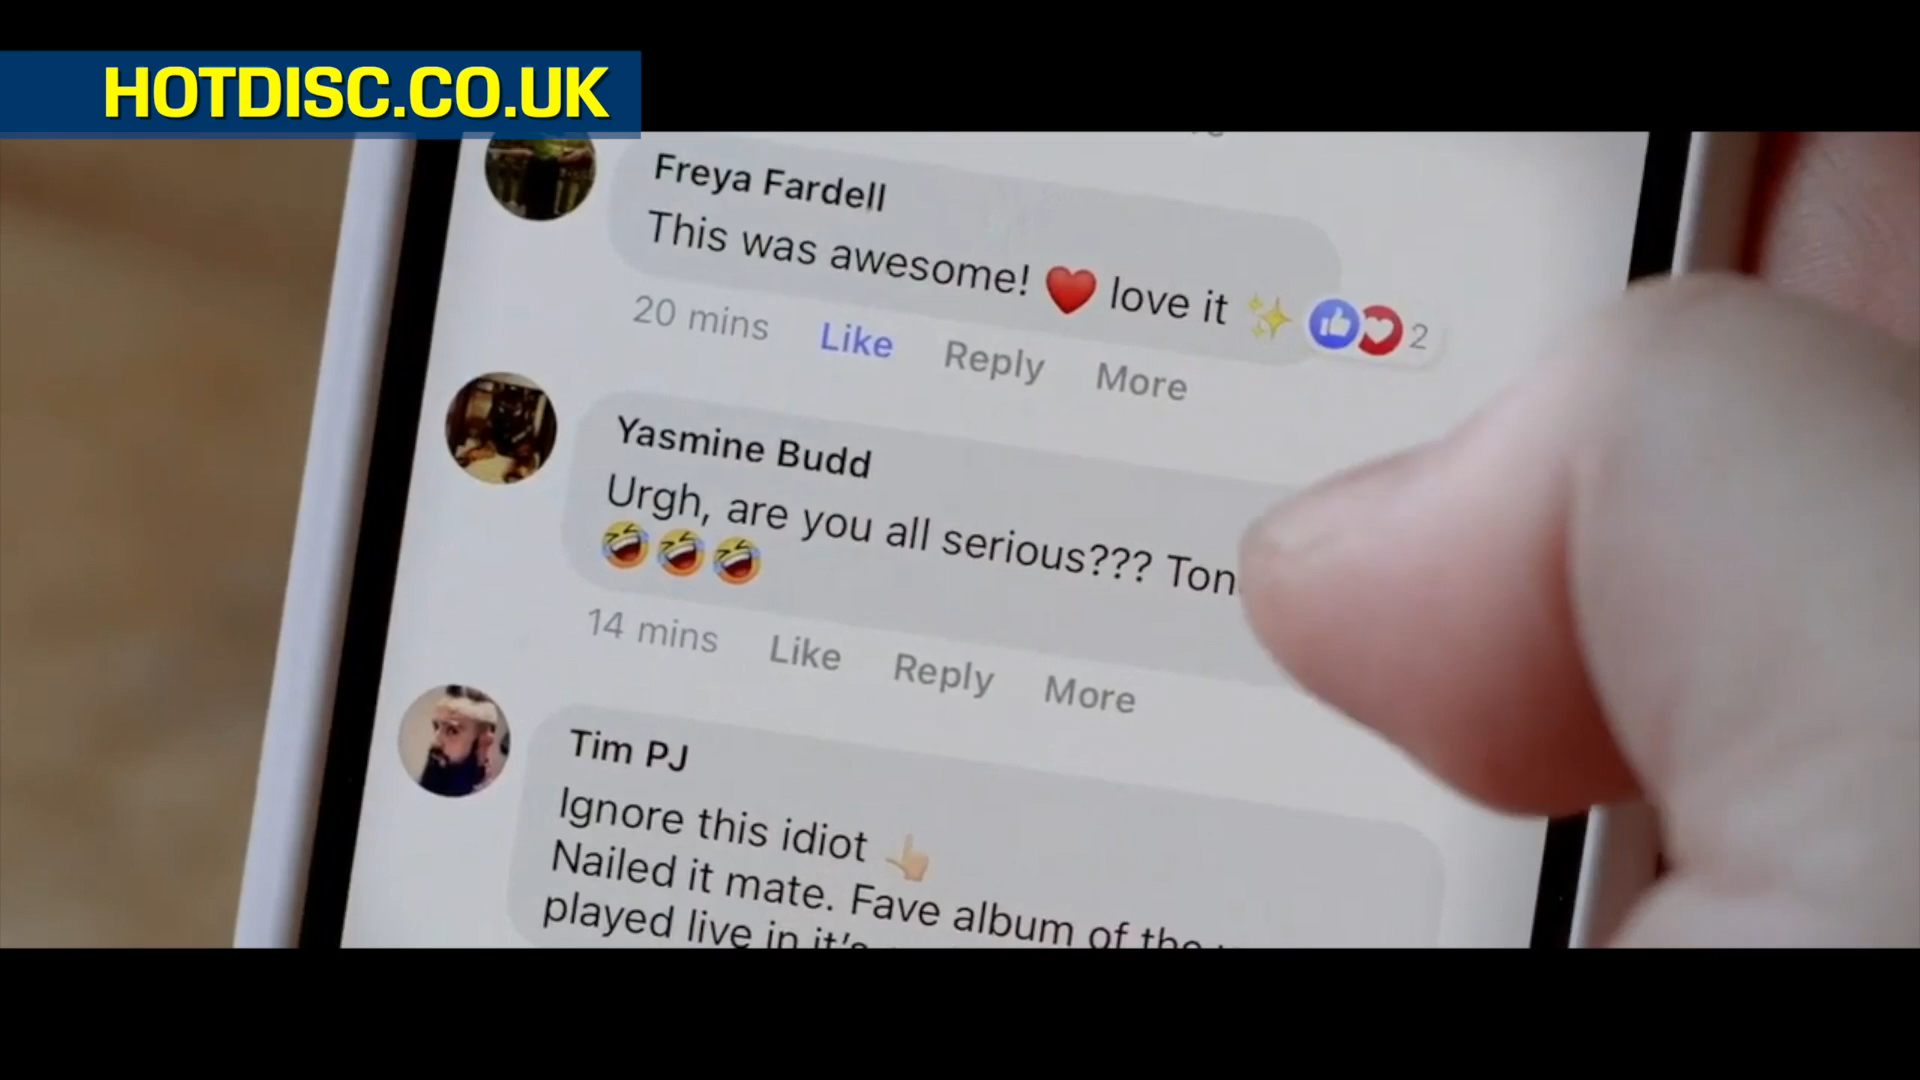 HOTDISC.CO.UK
Freya Fardell
This was awesome! ❤️ love it ✨ 2
20 mins Like Reply More
Yasmine Budd
Urgh, are you all serious???
🤣🤣🤣
14 mins Like Reply More
Tim PJ
Ignore this idiot 👆🏼
Nailed it mate. Fave album of the
played live in it's